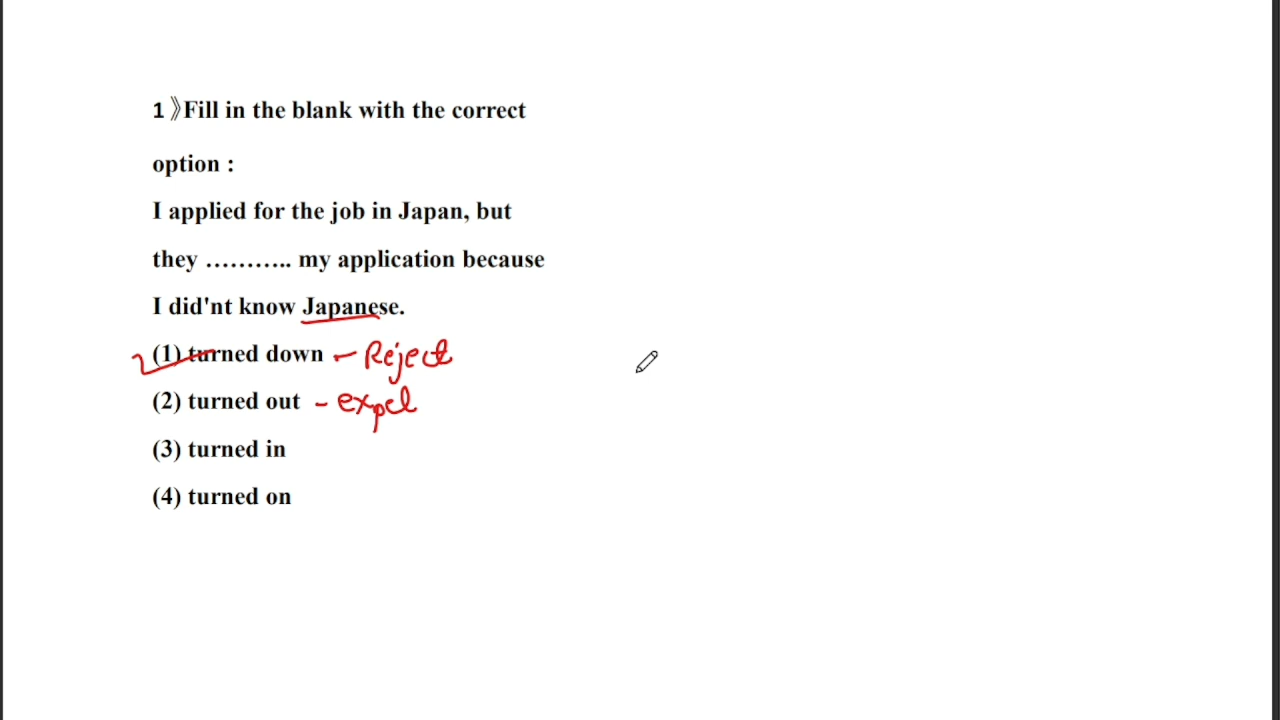 1》Fill in the blank with the correct
option :
I applied for the job in Japan, but
they ……….. my application because
I did'nt know Japanese.
(1) turned down – Reject
(2) turned out - expel
(3) turned in
(4) turned on